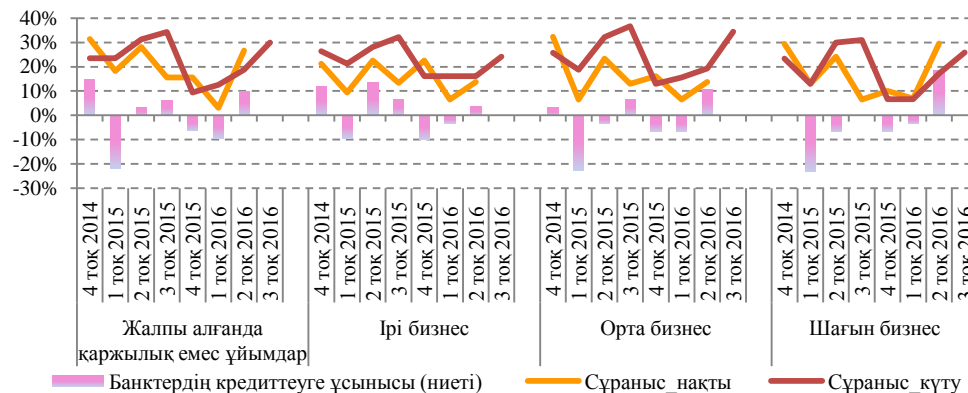 40%
30%
20%
10%
0%
-10%
-20%
-30%
4 тоқ 2014
1 тоқ 2015
2 тоқ 2015
3 тоқ 2015
4 тоқ 2015
1 тоқ 2016
2 тоқ 2016
3 тоқ 2016
4 тоқ 2014
1 тоқ 2015
2 тоқ 2015
3 тоқ 2015
4 тоқ 2015
1 тоқ 2016
2 тоқ 2016
3 тоқ 2016
4 тоқ 2014
1 тоқ 2015
2 тоқ 2015
3 тоқ 2015
4 тоқ 2015
1 тоқ 2016
2 тоқ 2016
3 тоқ 2016
4 тоқ 2014
1 тоқ 2015
2 тоқ 2015
3 тоқ 2015
4 тоқ 2015
1 тоқ 2016
2 тоқ 2016
3 тоқ 2016
Жалпы алғанда
қаржылық емес ұйымдар
Ірі бизнес
Орта бизнес
Шағын бизнес
Банктердің кредиттеуге ұсынысы (ниеті)
Сұраныс_нақты
Сұраныс_күту